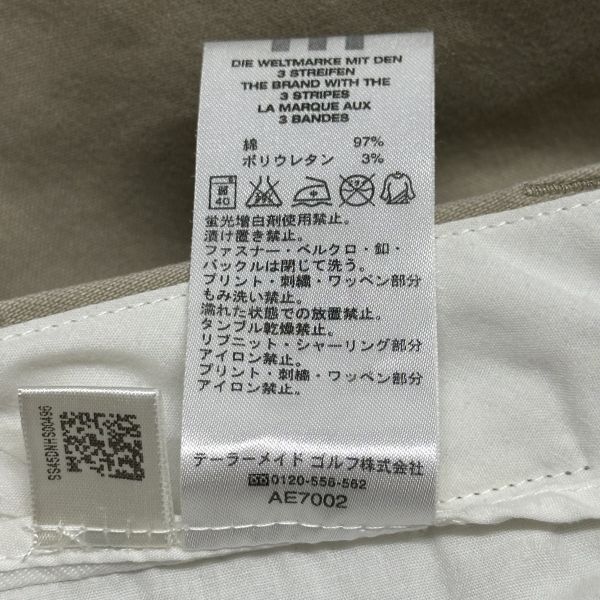 DIE WELTMARKE MIT DEN
3 STREIFEN
THE BRAND WITH THE
3 STRIPES
LA MARQUE AUX
3 BANDES
綿 97%
ポリウレタン 3%
弱
40
蛍光増白剤使用禁止。
漬け置き禁止。
ファスナー・ベルクロ・釦・
バックルは閉じて洗う。
プリント・刺繍・ワッペン部分
もみ洗い禁止。
濡れた状態での放置禁止。
タンブル乾燥禁止。
リブニット・シャーリング部分
アイロン禁止。
プリント・刺繍・ワッペン部分
アイロン禁止。
テーラーメイド ゴルフ株式会社
0120-558-562
AE7002
SS45DNHS00496